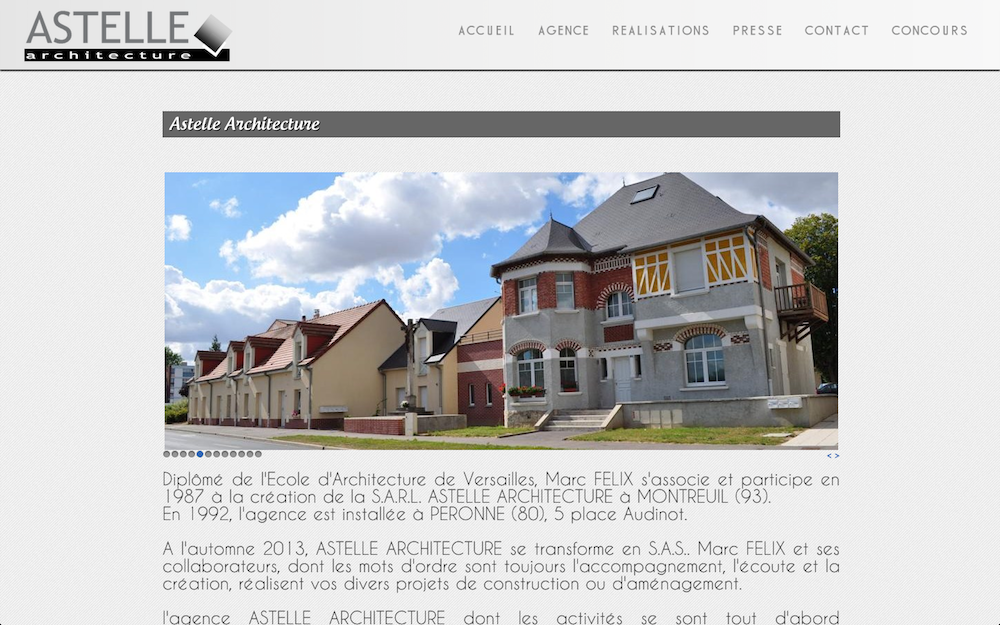 ASTELLE
architecture
ACCUEIL AGENCE REALISATIONS PRESSE CONTACT CONCOURS
Astelle Architecture
< >
Diplômé de l'Ecole d'Architecture de Versailles, Marc FELIX s'associe et participe en
1987 à la création de la S.A.R.L. ASTELLE ARCHITECTURE à MONTREUIL (93).
En 1992, l'agence est installée à PERONNE (80), 5 place Audinot.
A l'automne 2013, ASTELLE ARCHITECTURE se transforme en S.A.S.. Marc FELIX et ses
collaborateurs, dont les mots d'ordre sont toujours l'accompagnement, l'écoute et la
création, réalisent vos divers projets de construction ou d'aménagement.
l'agence ASTELLE ARCHITECTURE dont les activités se sont tout d'abord